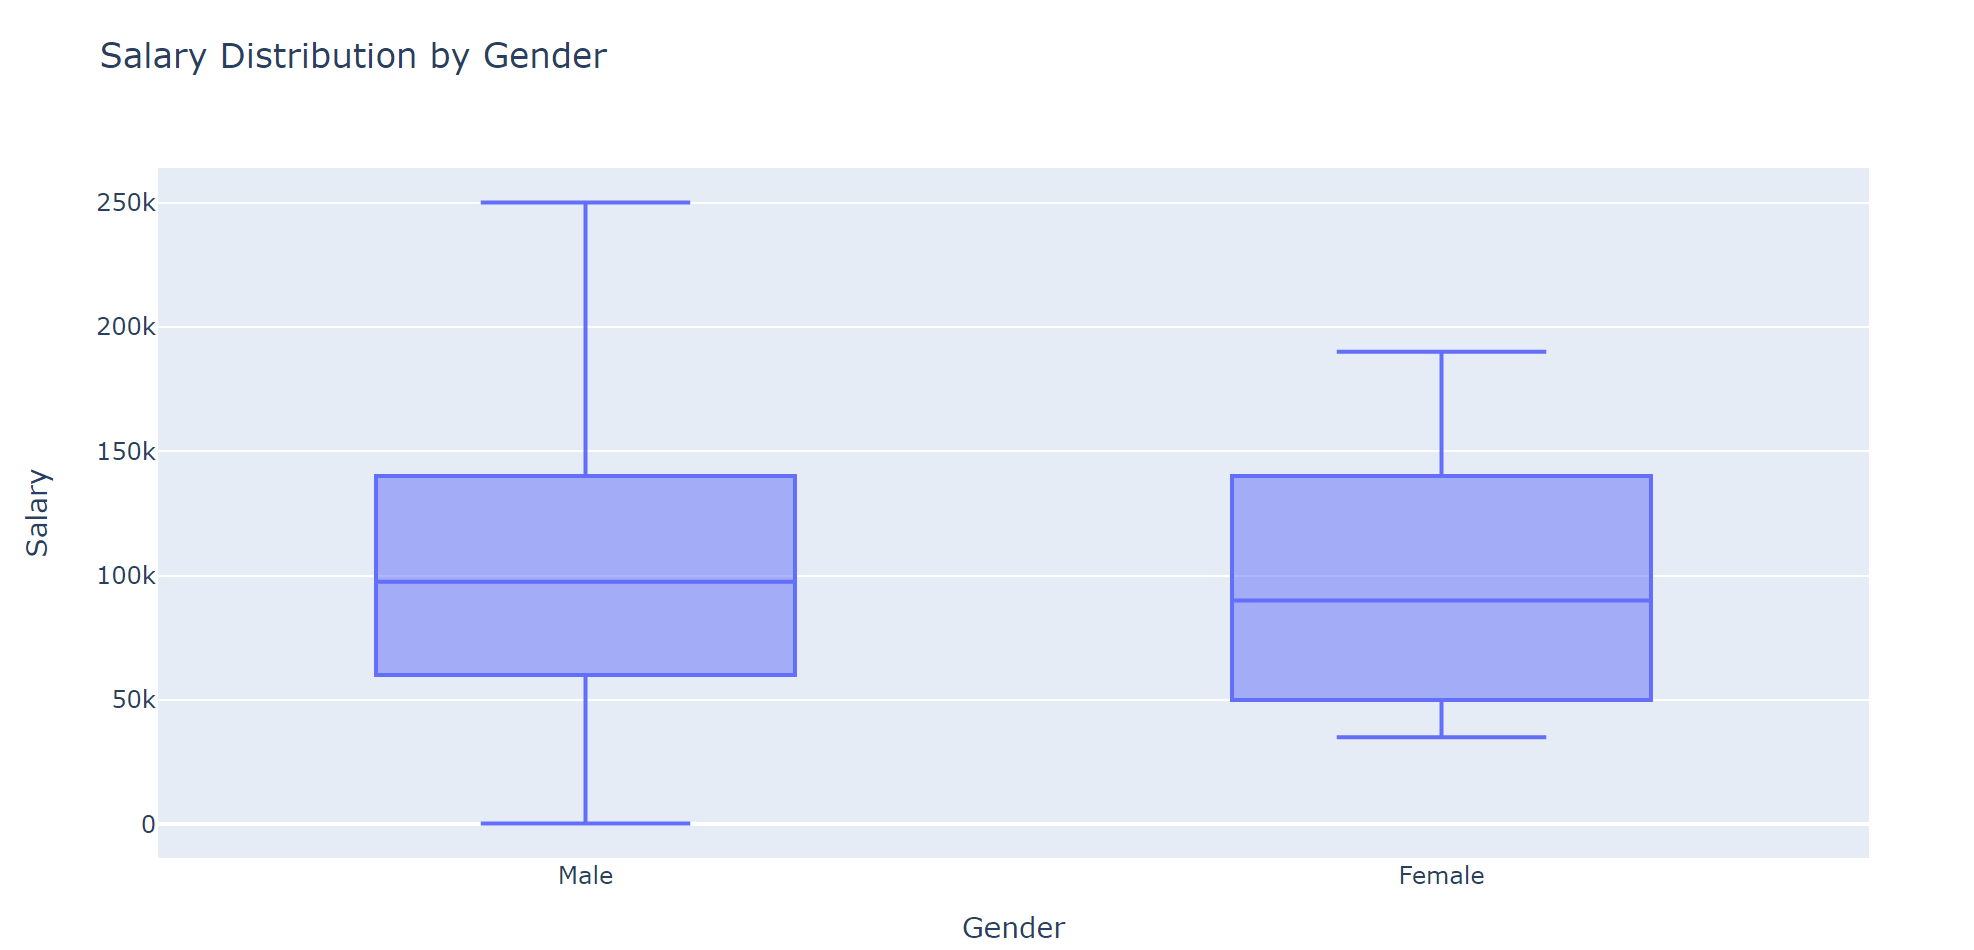 Salary Distribution by Gender
250k
200k
150k
100k
50k
0
Salary
Male Female
Gender